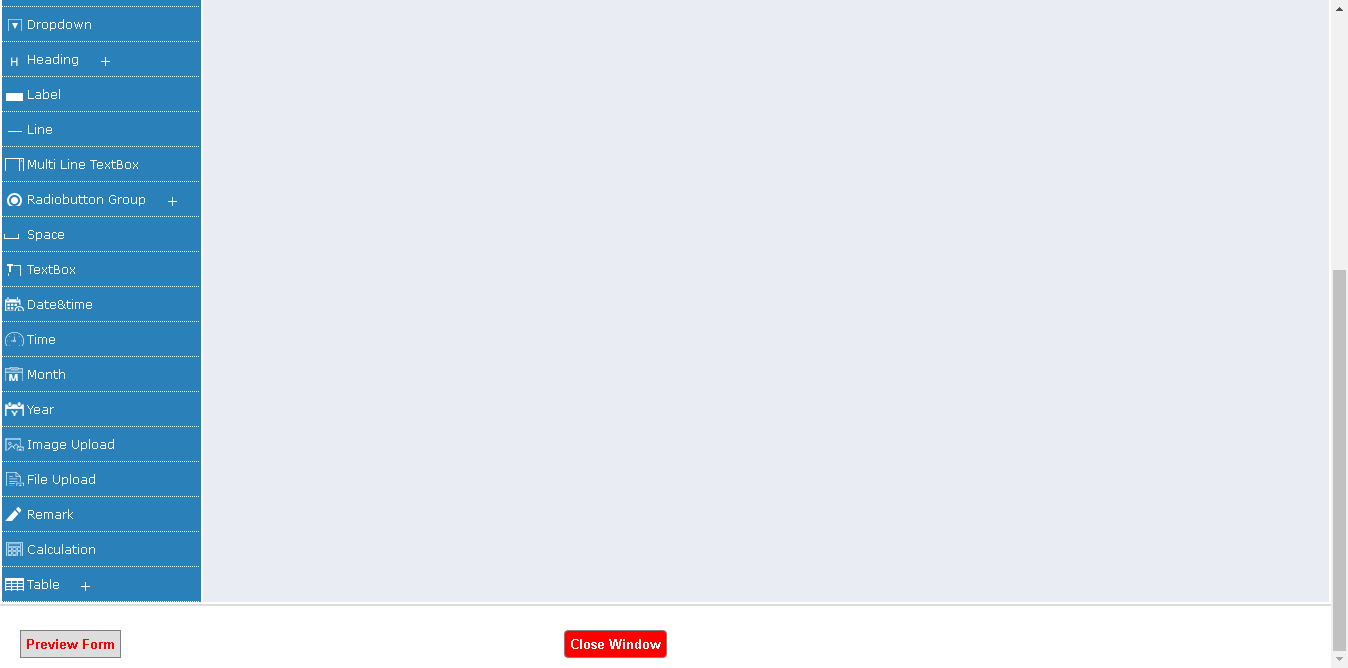 Dropdown
Heading +
Label
Line
Multi Line TextBox
Radiobutton Group +
Space
TextBox
Date&time
Time
Month
Year
Image Upload
File Upload
Remark
Calculation
Table +
Preview Form
Close Window